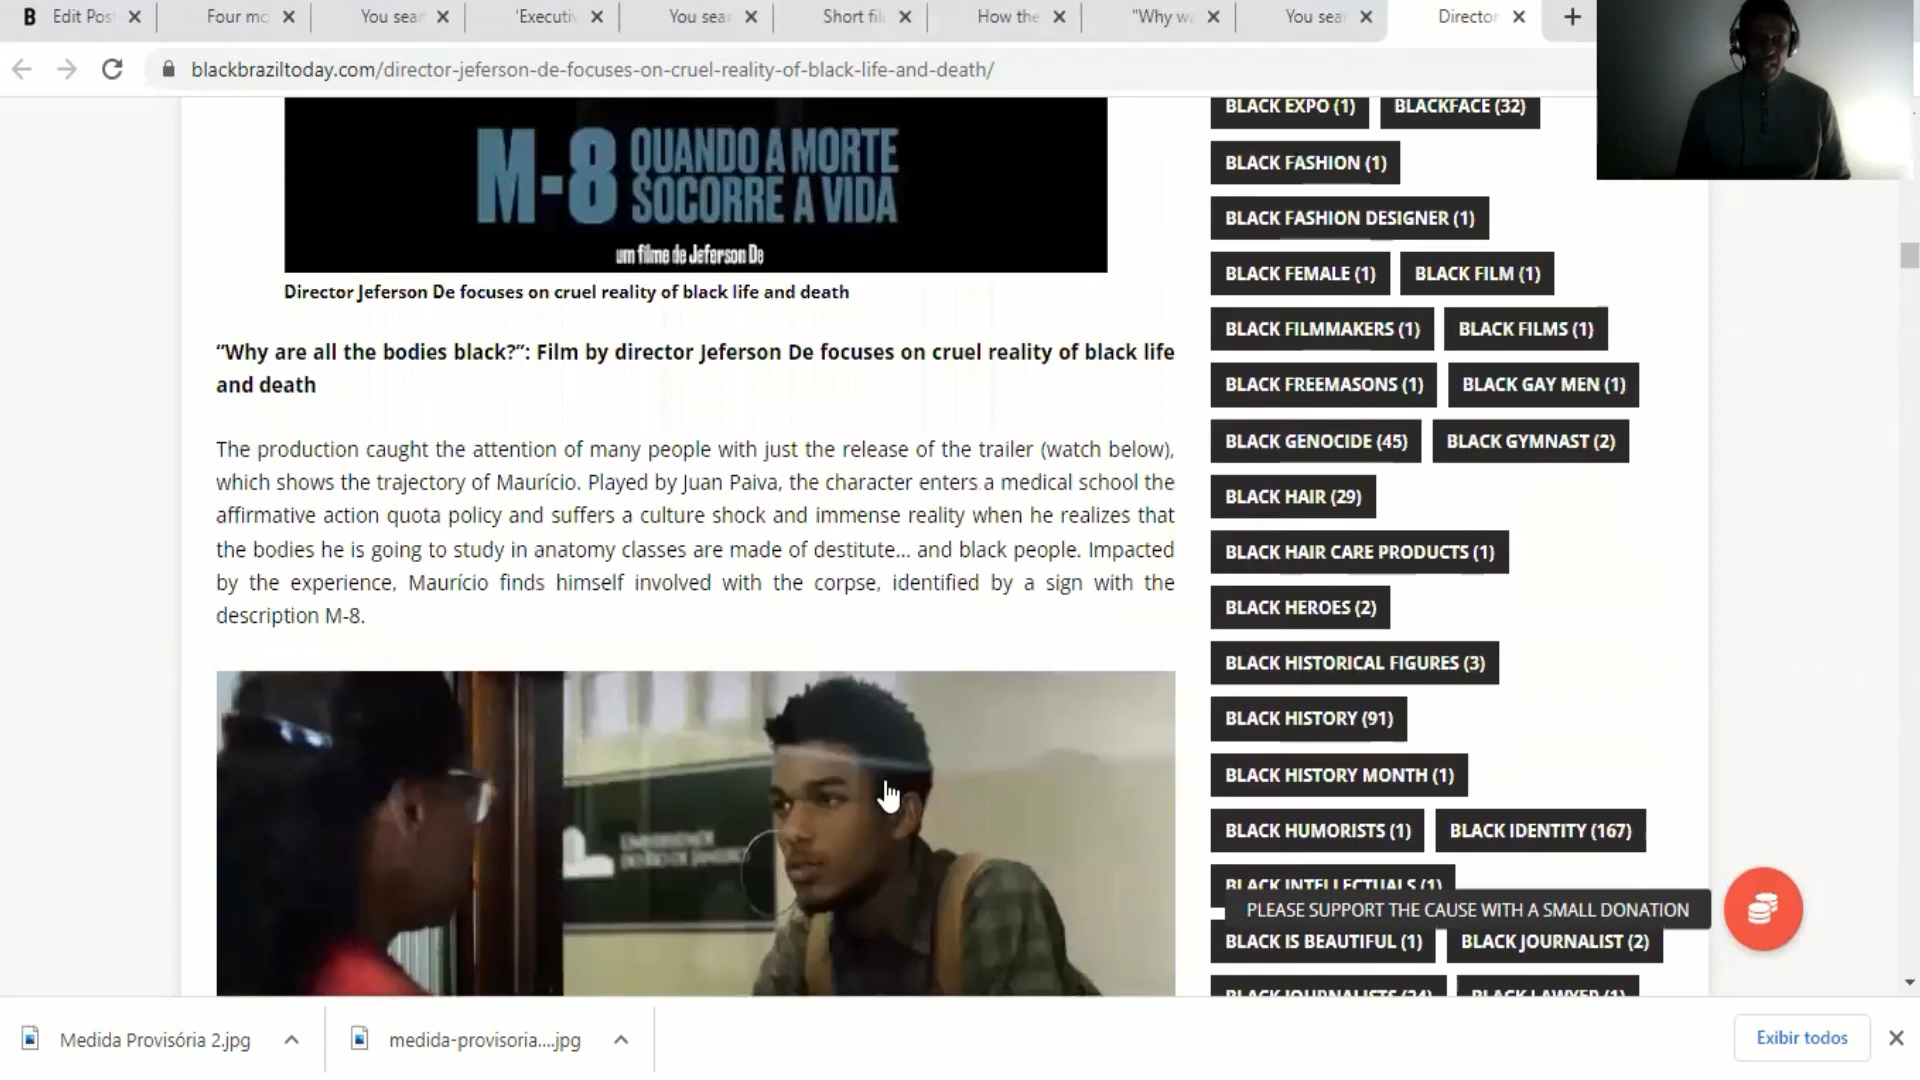 B Edit Pos
Four mo
You sear
'Executiv
You sear
Short fil
How the
"Why wa
You sear
Director
blackbraziltoday.com/director-jeferson-de-focuses-on-cruel-reality-of-black-life-and-death/
M-8 QUANDO A MORTE
SOCORRE A VIDA
um filme de Jeferson De
Director Jeferson De focuses on cruel reality of black life and death
“Why are all the bodies black?”: Film by director Jeferson De focuses on cruel reality of black life
and death
The production caught the attention of many people with just the release of the trailer (watch below),
which shows the trajectory of Maurício. Played by Juan Paiva, the character enters a medical school the
affirmative action quota policy and suffers a culture shock and immense reality when he realizes that
the bodies he is going to study in anatomy classes are made of destitute... and black people. Impacted
by the experience, Maurício finds himself involved with the corpse, identified by a sign with the
description M-8.
BLACK EXPO (1) BLACKFACE (32)
BLACK FASHION (1)
BLACK FASHION DESIGNER (1)
BLACK FEMALE (1) BLACK FILM (1)
BLACK FILMMAKERS (1) BLACK FILMS (1)
BLACK FREEMASONS (1) BLACK GAY MEN (1)
BLACK GENOCIDE (45) BLACK GYMNAST (2)
BLACK HAIR (29)
BLACK HAIR CARE PRODUCTS (1)
BLACK HEROES (2)
BLACK HISTORICAL FIGURES (3)
BLACK HISTORY (91)
BLACK HISTORY MONTH (1)
BLACK HUMORISTS (1) BLACK IDENTITY (167)
BLACK INTELLECTUALS (1)
PLEASE SUPPORT THE CAUSE WITH A SMALL DONATION
BLACK IS BEAUTIFUL (1) BLACK JOURNALIST (2)
BLACK JOURNALISTS (24) BLACK LAWYER (1)
Medida Provisória 2.jpg
medida-provisoria....jpg
Exibir todos